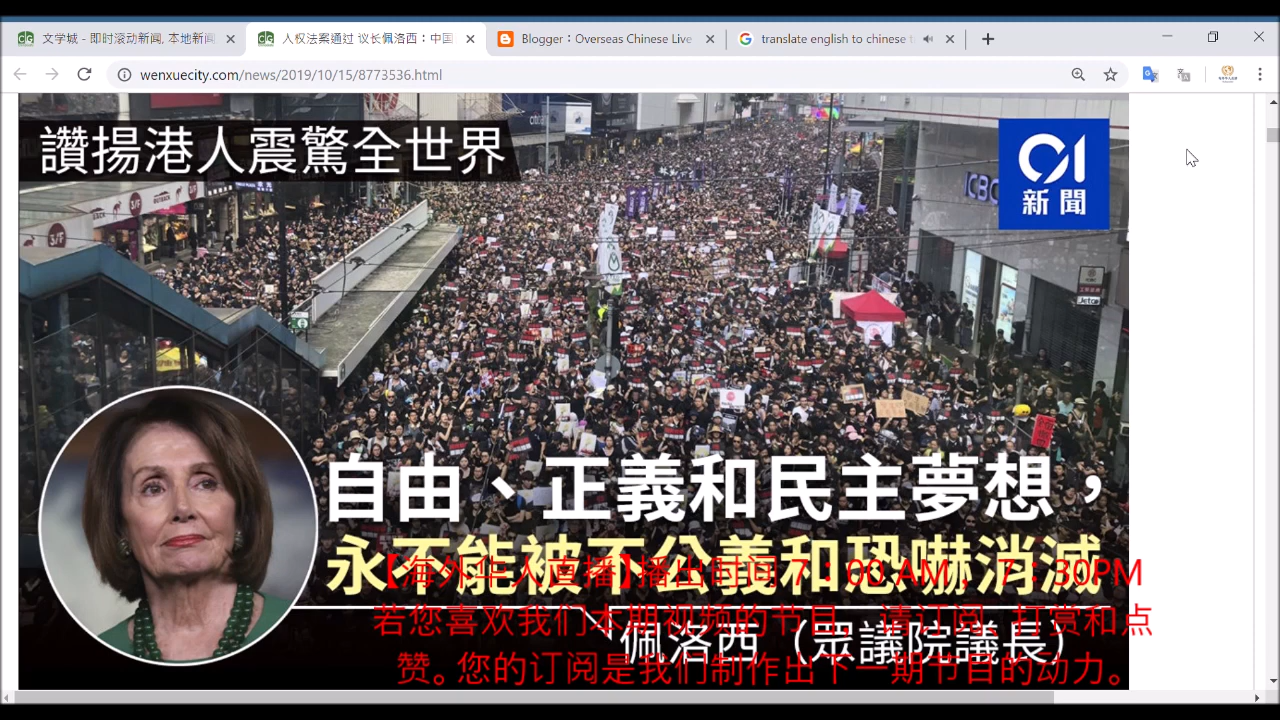 文学城 - 即时滚动新闻, 本地新闻
人权法案通过 议长佩洛西：中国
Blogger：Overseas Chinese Live
translate english to chinese t
wenxuecity.com/news/2019/10/15/8773536.html
讚揚港人震驚全世界
01
新聞
ICBC
自由、正義和民主夢想，
永不能被不公義和恐嚇消滅
【海外华人直播】播出时间 7：00 AM， 7：30PM
若您喜欢我们本期视频的节目，请订阅，打赏和点
佩洛西（眾議院議長）
赞。您的订阅是我们制作出下一期节目的动力。